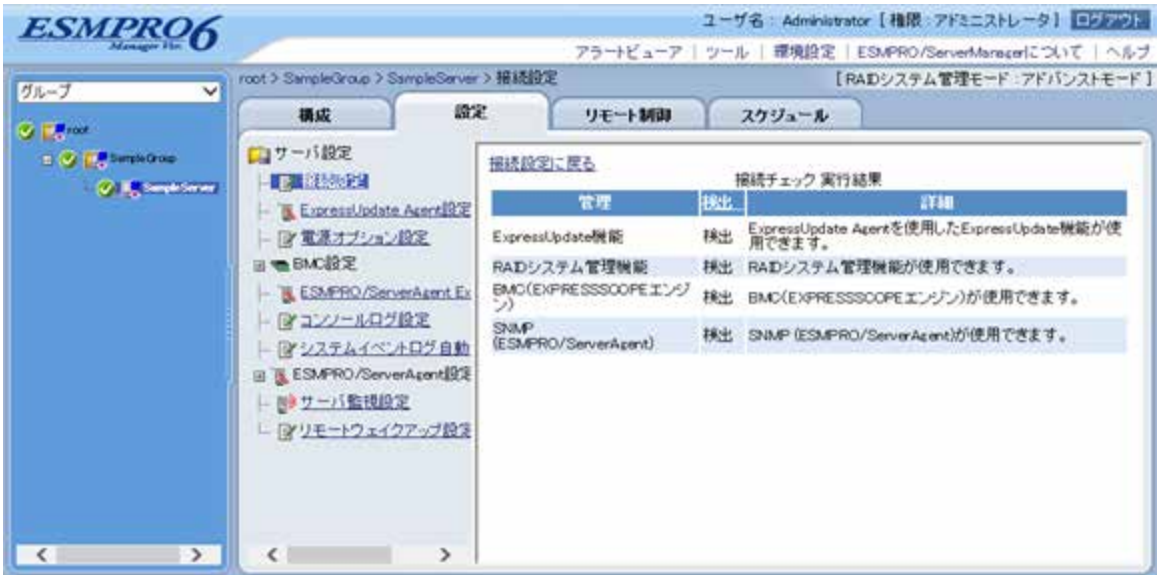 ESMPRO6
Manager Ver.
ユーザ名： Administrator [ 権限：アドミニストレータ ] ログアウト
アラートビューア | ツール | 環境設定 | ESMPRO/ServerManagerについて | ヘルプ
グループ
root
SampleGroup
SampleServer
root > SampleGroup > SampleServer > 接続設定
[ RAIDシステム管理モード：アドバンストモード ]
構成 設定 リモート制御 スケジュール
サーバ設定
接続設定
ExpressUpdate Agent設定
電源オプション設定
BMC設定
ESMPRO/ServerAgent Ex
コンソールログ設定
システムイベントログ自動
ESMPRO/ServerAgent設定
サーバ監視設定
リモートウェイクアップ設定
接続設定に戻る
接続チェック 実行結果
管理 検出 詳細
ExpressUpdate機能 検出 ExpressUpdate Agentを使用したExpressUpdate機能が使
用できます。
RAIDシステム管理機能 検出 RAIDシステム管理機能が使用できます。
BMC(EXPRESSSCOPEエンジ
ン) 検出 BMC(EXPRESSSCOPEエンジン)が使用できます。
SNMP
(ESMPRO/ServerAgent) 検出 SNMP (ESMPRO/ServerAgent)が使用できます。